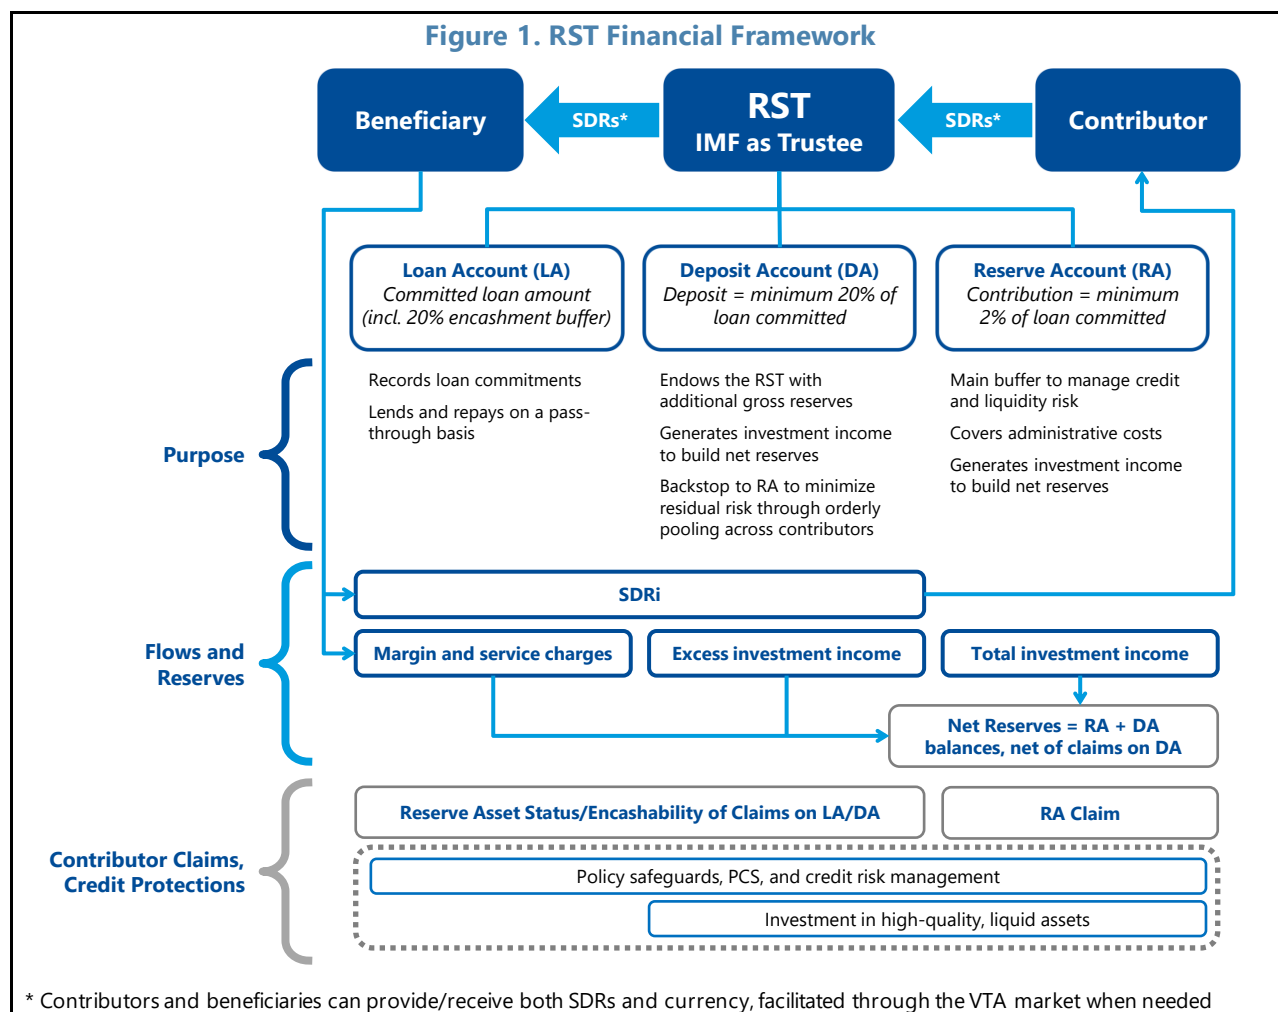 Figure 1. RST Financial Framework
Beneficiary
SDRs*
RST
IMF as Trustee
SDRs*
Contributor
Loan Account (LA)
Committed loan amount
(incl. 20% encashment buffer)
Deposit Account (DA)
Deposit = minimum 20% of
loan committed
Reserve Account (RA)
Contribution = minimum
2% of loan committed
Purpose
Records loan commitments
Lends and repays on a pass-
through basis
Endows the RST with
additional gross reserves
Generates investment income
to build net reserves
Backstop to RA to minimize
residual risk through orderly
pooling across contributors
Main buffer to manage credit
and liquidity risk
Covers administrative costs
Generates investment income
to build net reserves
Flows and
Reserves
SDRi
Margin and service charges
Excess investment income
Total investment income
Net Reserves = RA + DA
balances, net of claims on DA
Contributor Claims,
Credit Protections
Reserve Asset Status/Encashability of Claims on LA/DA
RA Claim
Policy safeguards, PCS, and credit risk management
Investment in high-quality, liquid assets
* Contributors and beneficiaries can provide/receive both SDRs and currency, facilitated through the VTA market when needed